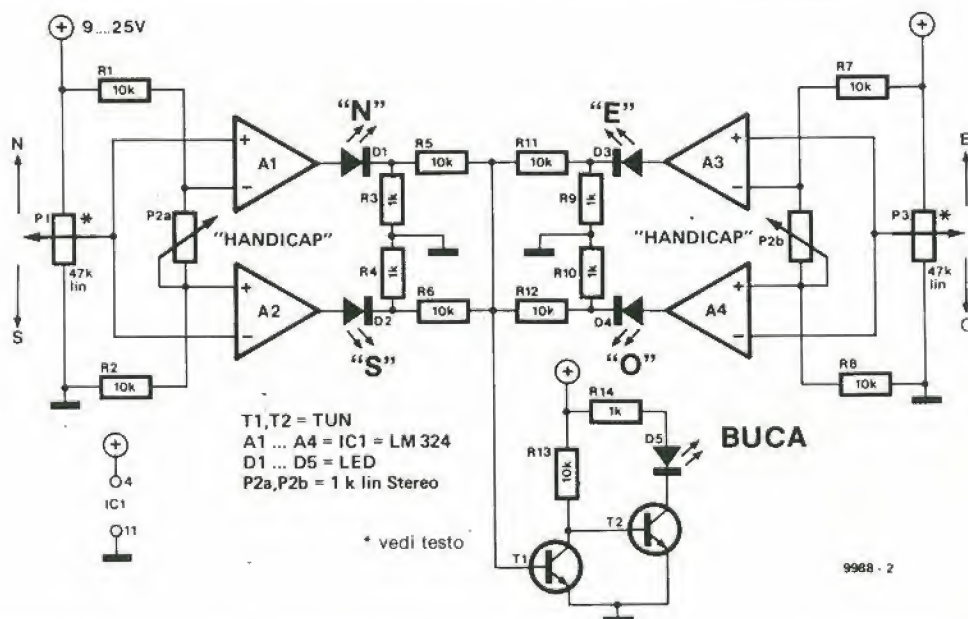 9....25V
R1
10k
R7
10k
"N"
"E"
N
+
A1
−
D1
R5
10k
R11
10k
D3
+
A3
−
P1
*
P2a
R3
1k
R9
1k
P2b
P3
*
"HANDICAP"
"HANDICAP"
47k
lin
47k
lin
S
+
A2
−
R4
1k
R10
1k
+
A4
−
D2
R6
10k
R12
10k
D4
"S"
"O"
R2
10k
R8
10k
T1,T2 = TUN
A1 ... A4 = IC1 = LM 324
D1 ... D5 = LED
P2a,P2b = 1 k lin Stereo
* vedi testo
+
4
IC1
11
+
R14
1k
R13
10k
D5
BUCA
T2
T1
9988 - 2